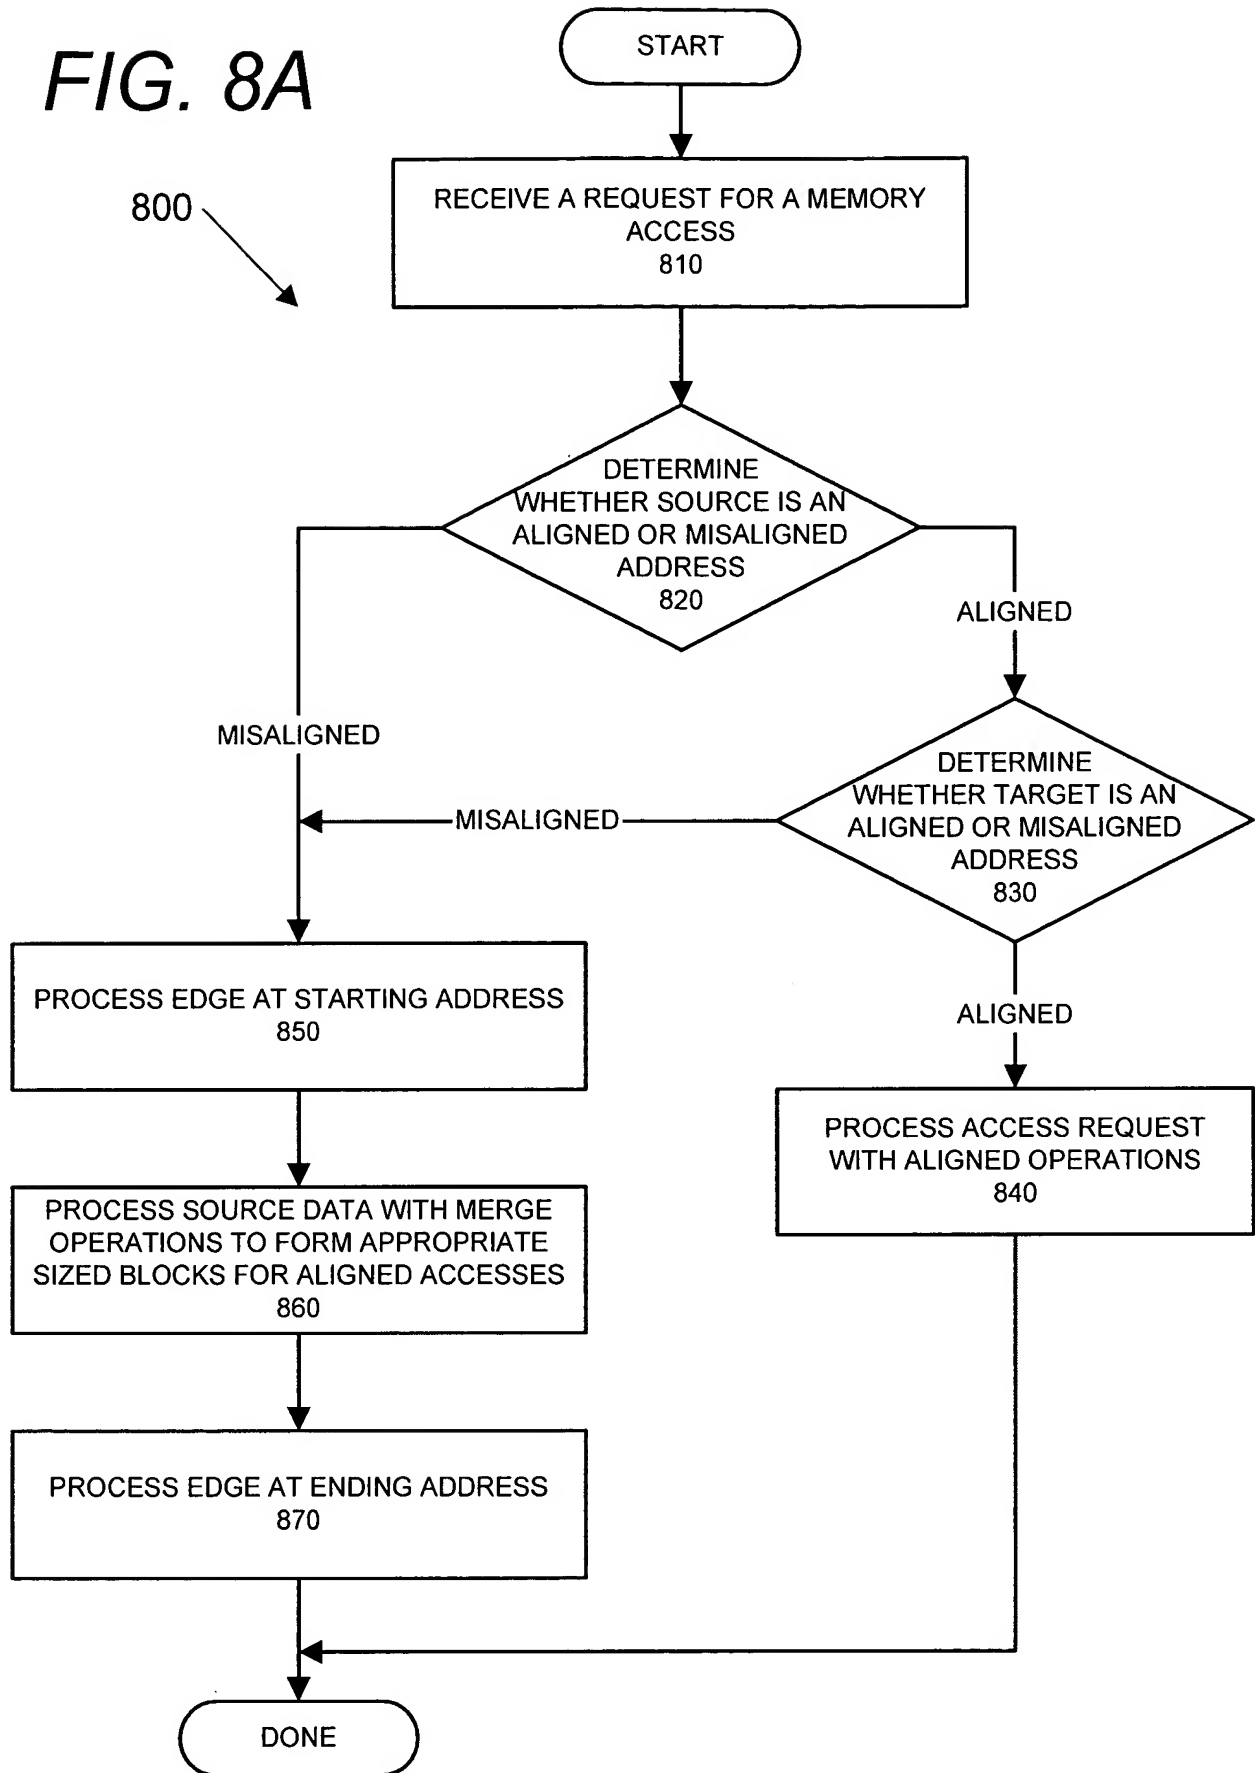 FIG. 8A
START
800
RECEIVE A REQUEST FOR A MEMORY
ACCESS
810
DETERMINE
WHETHER SOURCE IS AN
ALIGNED OR MISALIGNED
ADDRESS
820
ALIGNED
MISALIGNED
DETERMINE
WHETHER TARGET IS AN
ALIGNED OR MISALIGNED
ADDRESS
830
MISALIGNED
PROCESS EDGE AT STARTING ADDRESS
850
ALIGNED
PROCESS ACCESS REQUEST
WITH ALIGNED OPERATIONS
840
PROCESS SOURCE DATA WITH MERGE
OPERATIONS TO FORM APPROPRIATE
SIZED BLOCKS FOR ALIGNED ACCESSES
860
PROCESS EDGE AT ENDING ADDRESS
870
DONE